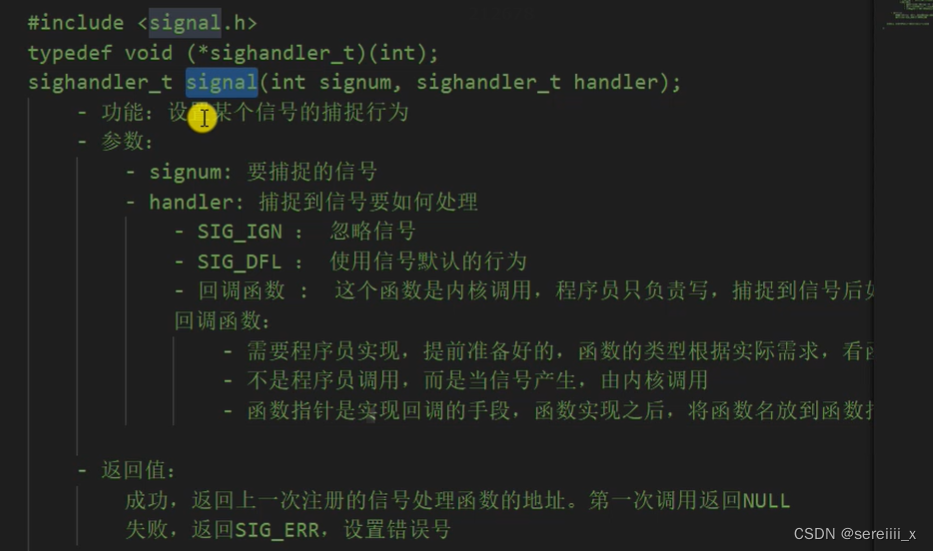 #include <signal.h>
typedef void (*sighandler_t)(int);
sighandler_t signal(int signum, sighandler_t handler);
- 功能：设置某个信号的捕捉行为
- 参数：
- signum: 要捕捉的信号
- handler: 捕捉到信号要如何处理
- SIG_IGN ： 忽略信号
- SIG_DFL ： 使用信号默认的行为
- 回调函数 ： 这个函数是内核调用，程序员只负责写，捕捉到信号后
回调函数：
- 需要程序员实现，提前准备好的，函数的类型根据实际需求，看
- 不是程序员调用，而是当信号产生，由内核调用
- 函数指针是实现回调的手段，函数实现之后，将函数名放到函数
- 返回值：
成功，返回上一次注册的信号处理函数的地址。第一次调用返回NULL
失败，返回SIG_ERR，设置错误号
CSDN @sereiiii_x